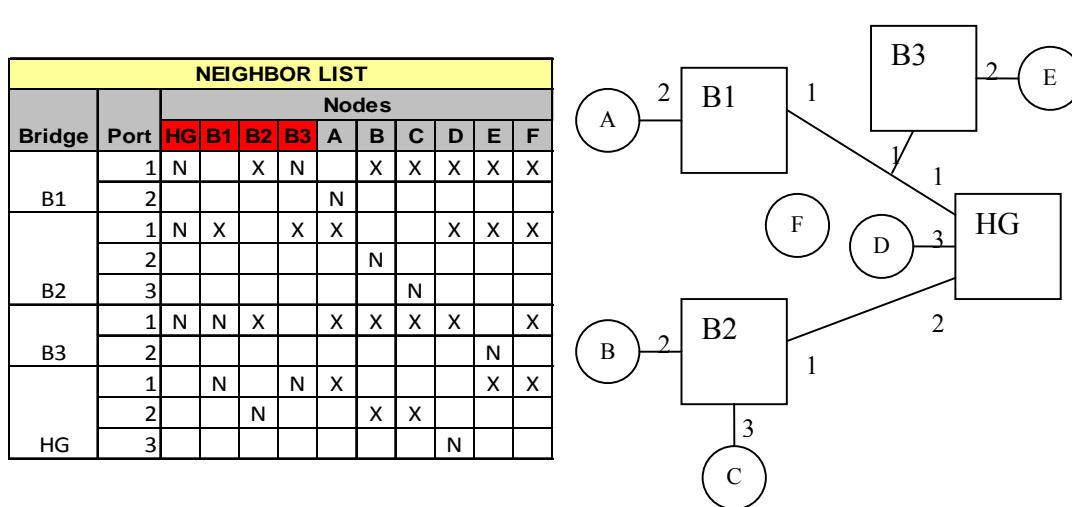 NEIGHBOR LIST
Nodes
Bridge Port HG B1 B2 B3 A B C D E F
1 N X N X X X X X
B1 2 N
1 N X X X X X X
2 N
B2 3 N
1 N N X X X X X X
B3 2 N
1 N N X X X
2 N X X
HG 3 N
B3
2 E
A 2 B1 1
1
1
F D 3 HG
2
B 2 B2 1
3
C